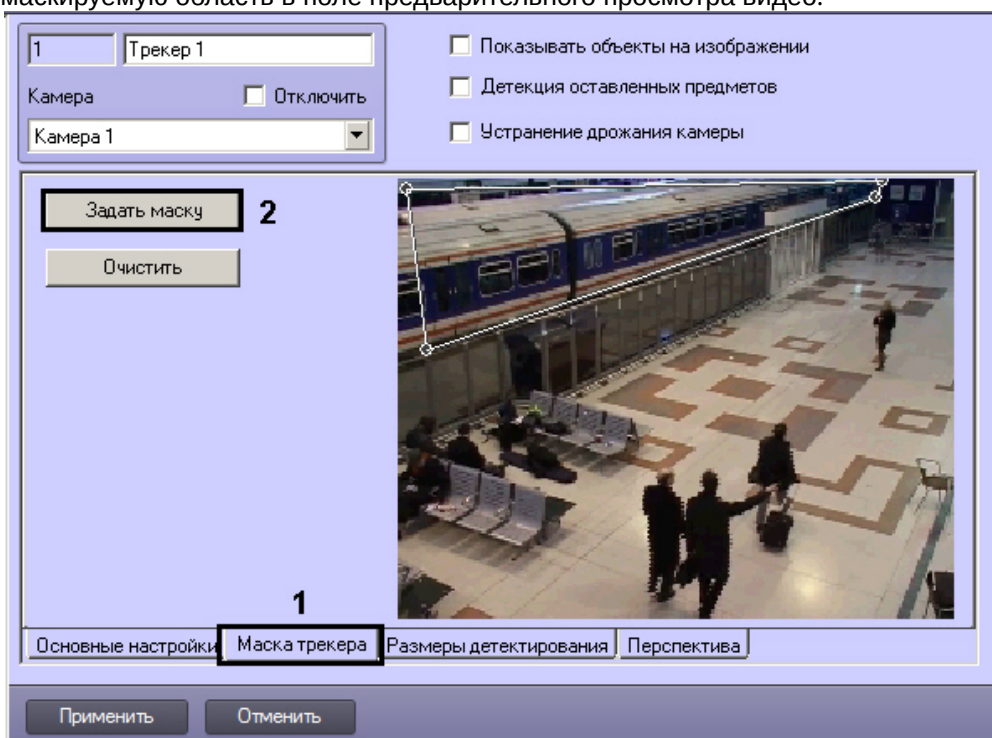 маскируемую область в поле предварительного просмотра видео.
1 Трекер 1
Показывать объекты на изображении
Камера Отключить
Детекция оставленных предметов
Камера 1
Устранение дрожания камеры
Задать маску 2
Очистить
1
Основные настройки Маска трекера Размеры детектирования Перспектива
Применить Отменить